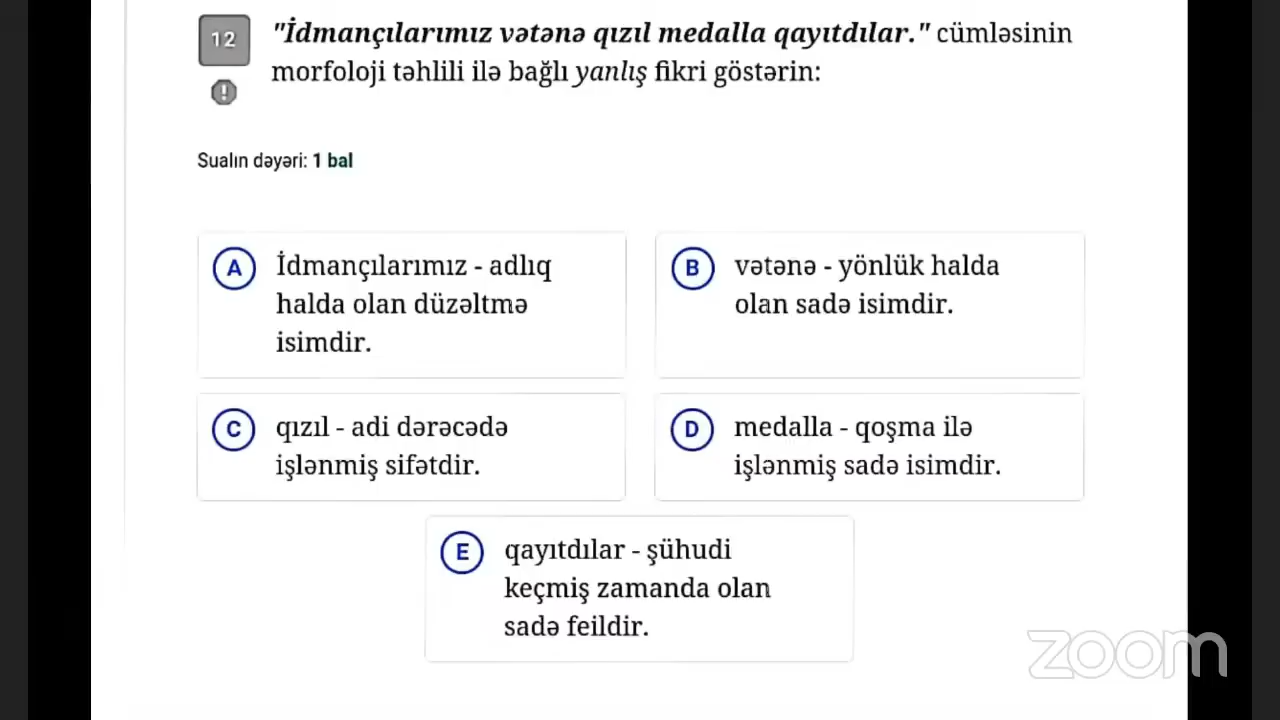 12
"İdmançılarımız vətənə qızıl medalla qayıtdılar." cümləsinin
morfoloji təhlili ilə bağlı yanlış fikri göstərin:
Sualın dəyəri: 1 bal
A
İdmançılarımız - adlıq
halda olan düzəltmə
isimdir.
B
vətənə - yönlük halda
olan sadə isimdir.
C
qızıl - adi dərəcədə
işlənmiş sifətdir.
D
medalla - qoşma ilə
işlənmiş sadə isimdir.
E
qayıtdılar - şühudi
keçmiş zamanda olan
sadə feildir.
zoom